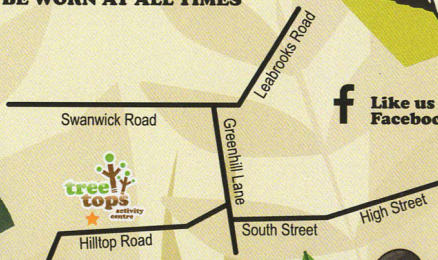 BE WORN AT ALL TIMES
Leabrooks Road
Like us
Facebo
Swanwick Road
Greenhill Lane
tree
tops
activity
centre
South Street
High Street
Hilltop Road